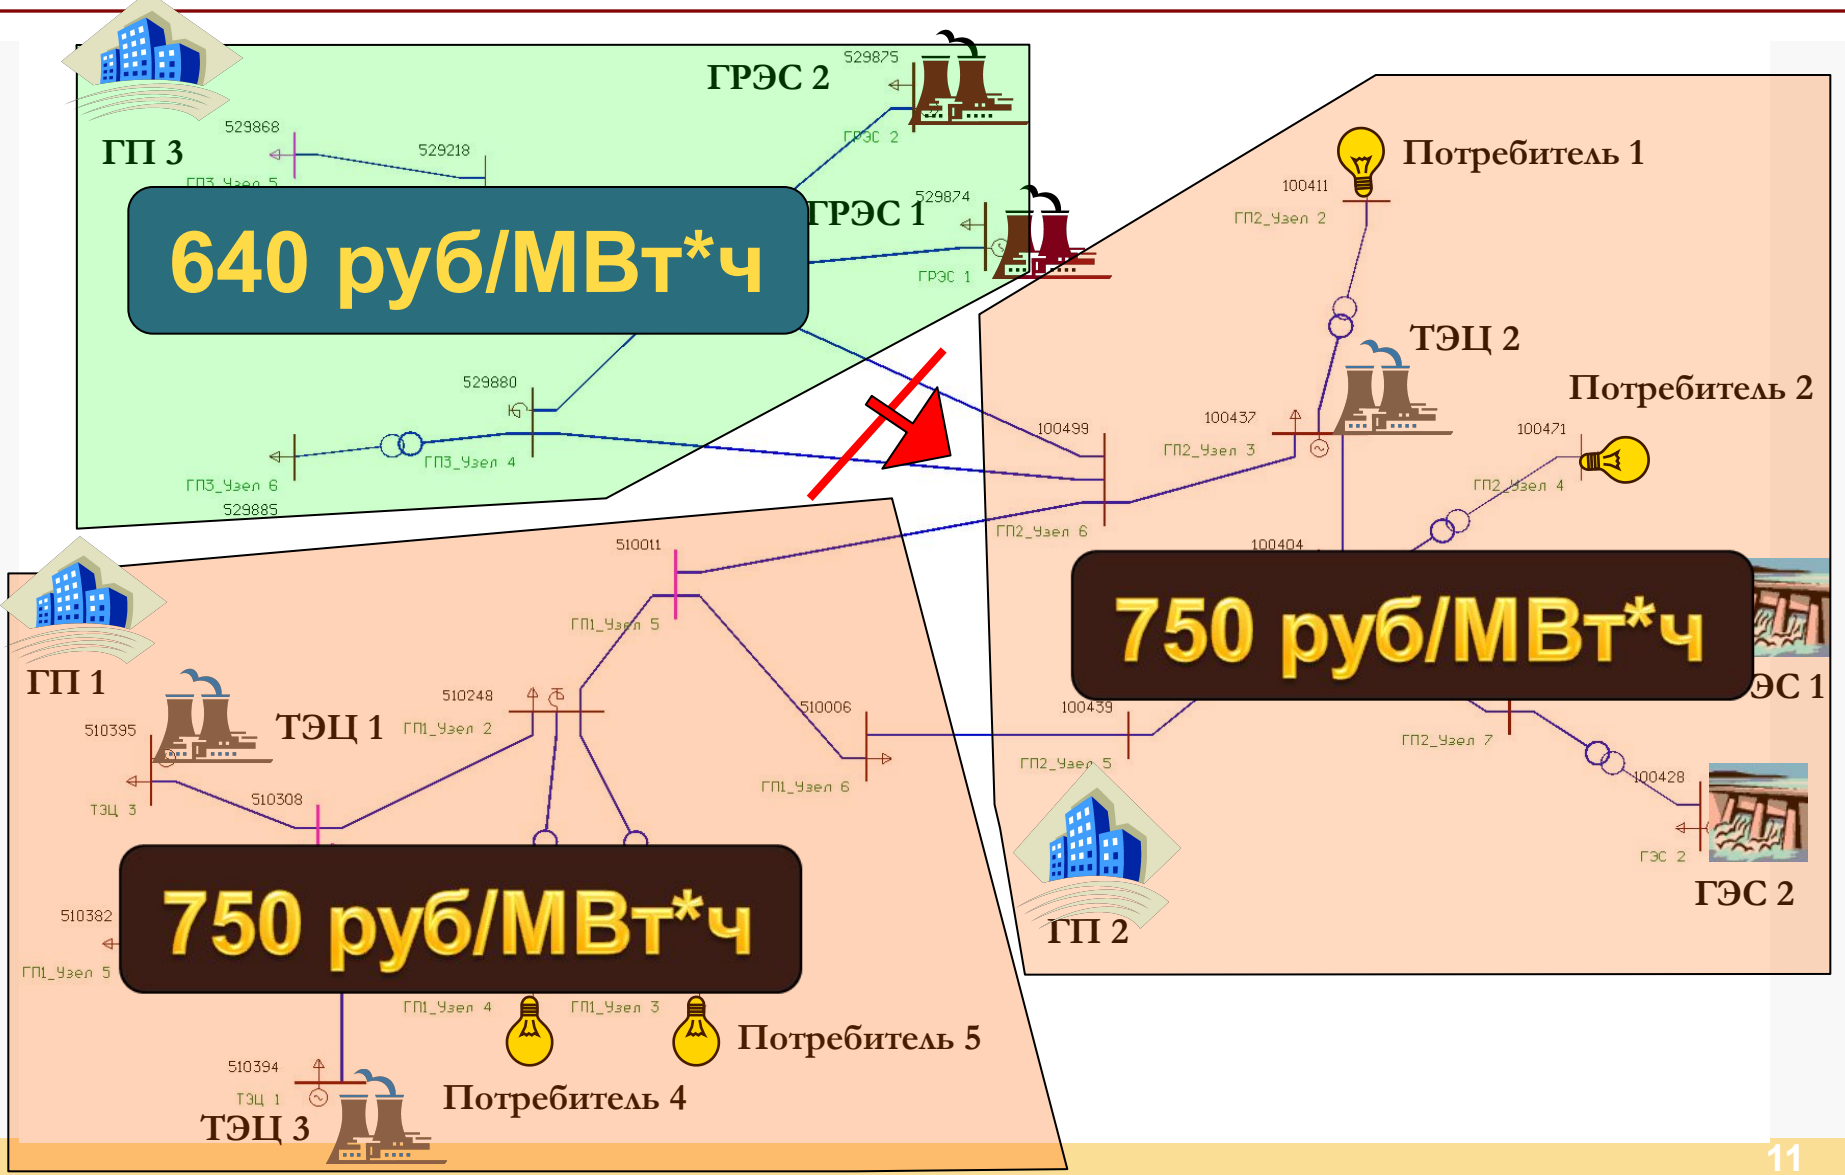 529875
ГРЭС 2
ГРЭС 2
529868
ГП 3
529218
ГП3_Узел 5
Потребитель 1
100411
ГП2_Узел 2
529874
ГРЭС 1
ГРЭС 1
640 руб/МВт*ч
ТЭЦ 2
529880
Потребитель 2
100437
100499
100471
ГП2_Узел 3
ГП3_Узел 4
ГП3_Узел 6
ГП2_Узел 4
529885
ГП2_Узел 6
510011
100404
ГП1_Узел 5
750 руб/МВт*ч
ГП 1
ЭС 1
510248
510006
100439
ТЭЦ 1
ГП1_Узел 2
510395
ГП2_Узел 7
ГП2_Узел 5
100428
ГП1_Узел 6
510308
ТЭЦ 3
ГЭС 2
ГЭС 2
510382
750 руб/МВт*ч
ГП 2
ГП1_Узел 5
ГП1_Узел 4
ГП1_Узел 3
Потребитель 5
510394
Потребитель 4
ТЭЦ 1
ТЭЦ 3
11